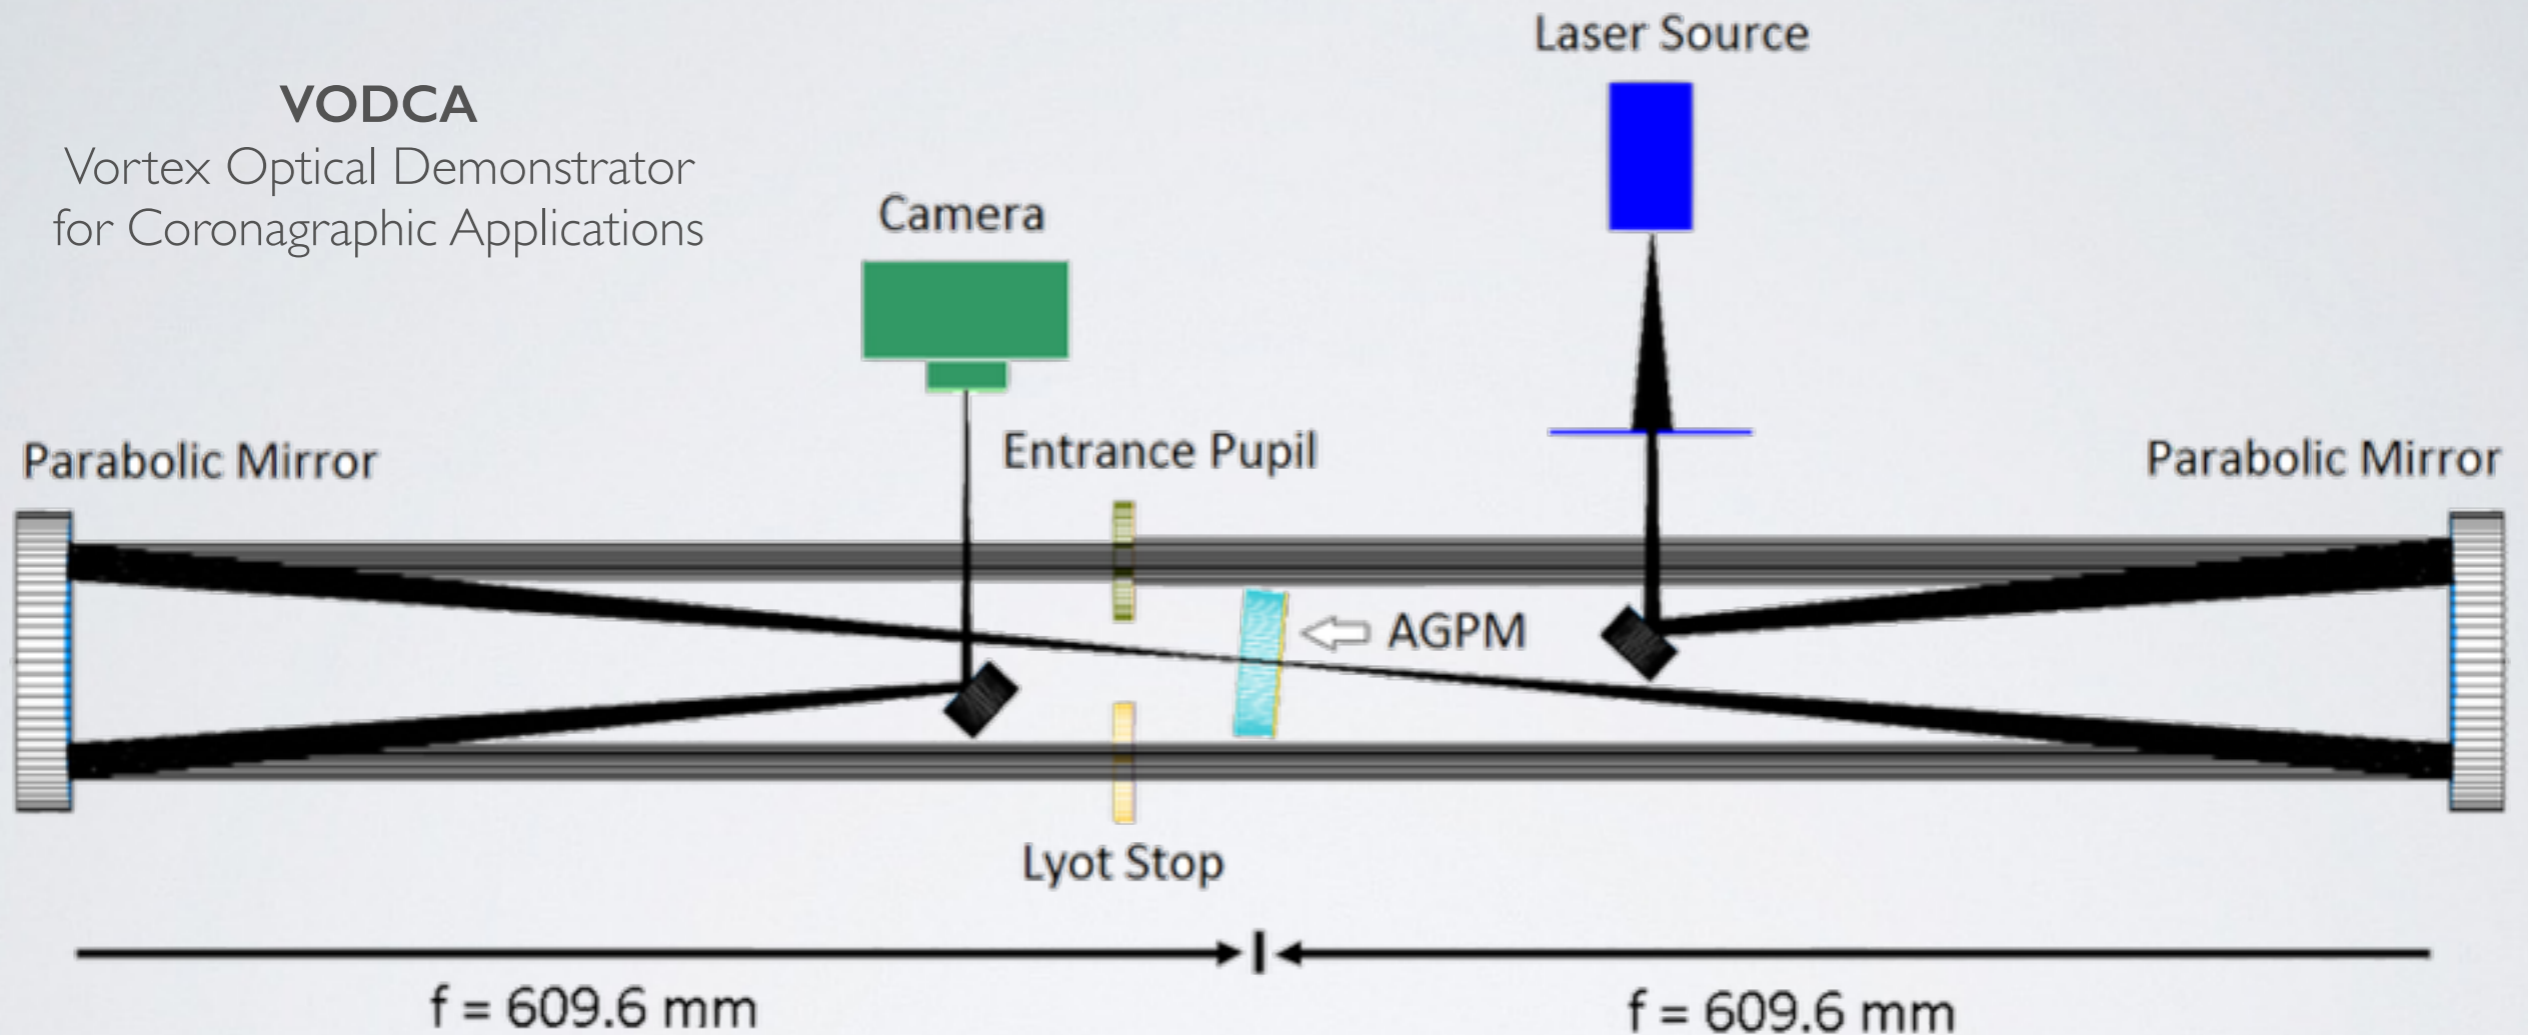 VODCA
Vortex Optical Demonstrator
for Coronagraphic Applications
Laser Source
Camera
Entrance Pupil
Parabolic Mirror
Parabolic Mirror
AGPM
Lyot Stop
f = 609.6 mm
f = 609.6 mm